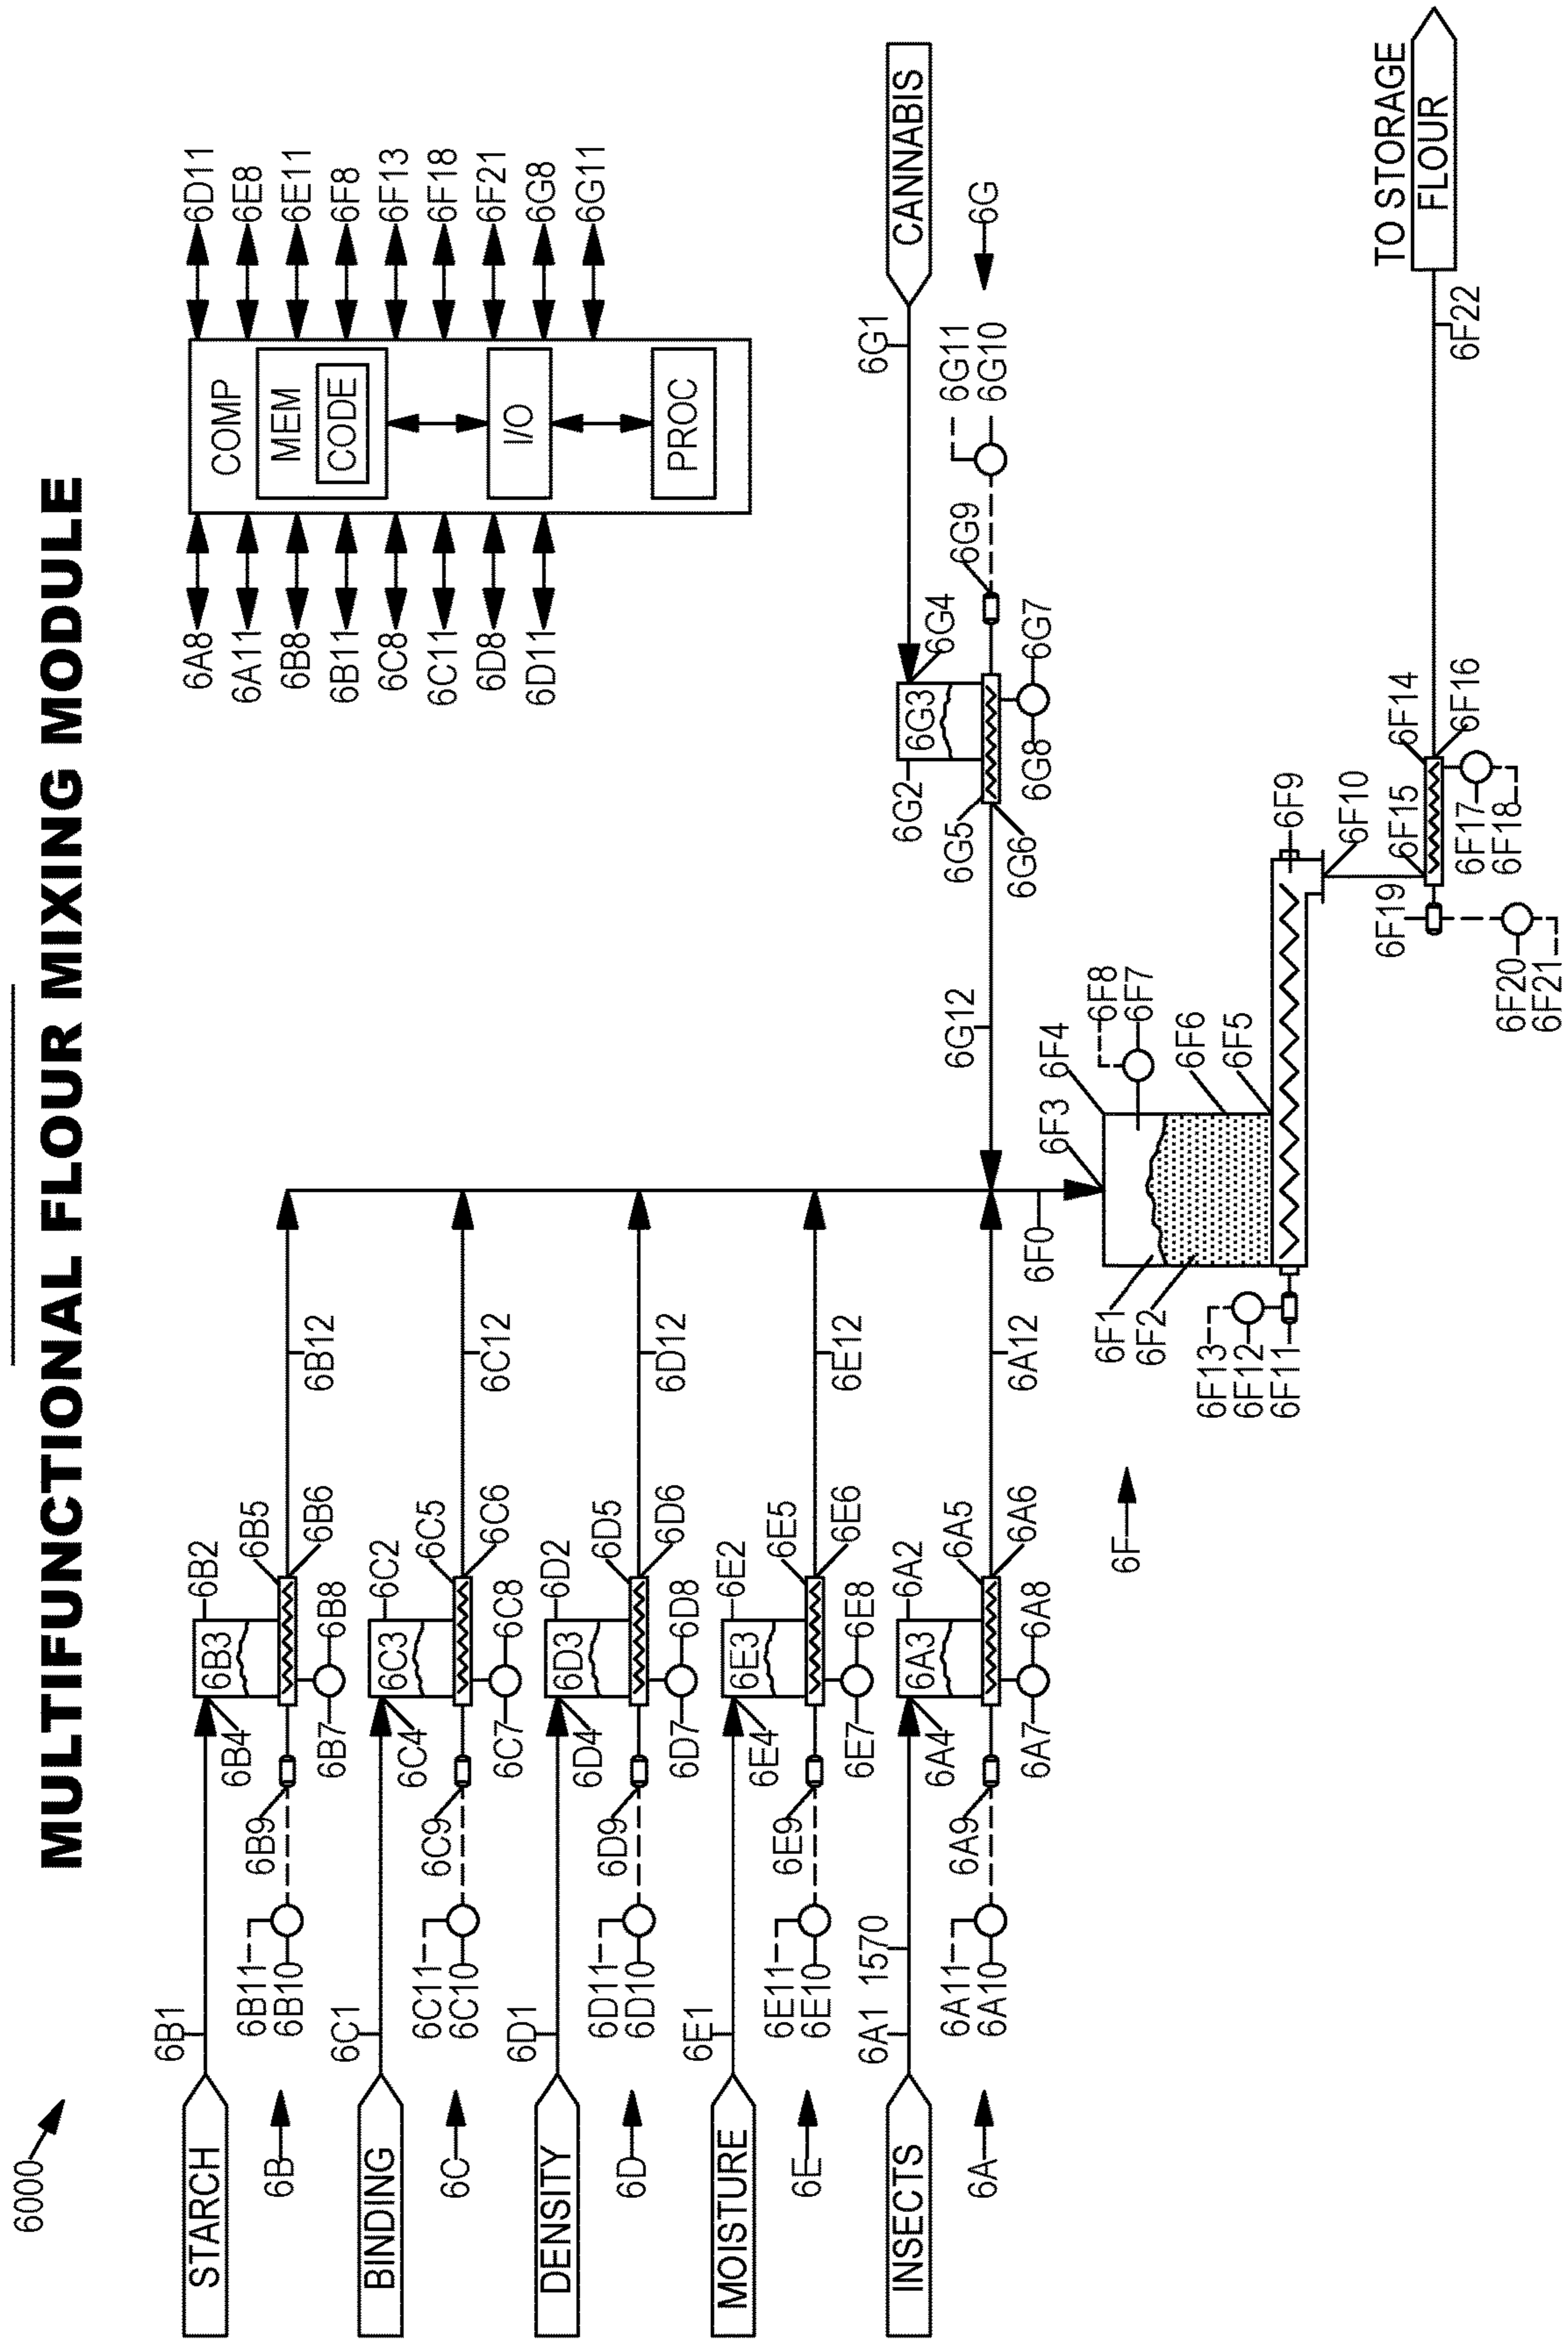 6000
MULTIFUNCTIONAL FLOUR MIXING MODULE
STARCH
6B1
6B
6B11
6B10
6B9
6B4
6B3
6B2
6B5
6B6
6B7
6B8
6B12
BINDING
6C1
6C
6C11
6C10
6C9
6C4
6C3
6C2
6C5
6C6
6C7
6C8
6C12
DENSITY
6D1
6D
6D11
6D10
6D9
6D4
6D3
6D2
6D5
6D6
6D7
6D8
6D12
MOISTURE
6E1
6E
6E11
6E10
6E9
6E4
6E3
6E2
6E5
6E6
6E7
6E8
6E12
INSECTS
6A1
1570
6A
6A11
6A10
6A9
6A4
6A3
6A2
6A5
6A6
6A7
6A8
6A12
6A8
6A11
6B8
6B11
6C8
6C11
6D8
6D11
COMP
MEM
CODE
I/O
PROC
6D11
6E8
6E11
6F8
6F13
6F18
6F21
6G8
6G11
CANNABIS
6G1
6G
6G11
6G10
6G9
6G4
6G3
6G2
6G5
6G6
6G8
6G7
6G12
6F
6F0
6F3
6F4
6F8
6F7
6F1
6F2
6F6
6F5
6F13
6F12
6F11
6F9
6F10
6F19
6F15
6F14
6F16
6F17
6F18
6F20
6F21
6F22
TO STORAGE
FLOUR